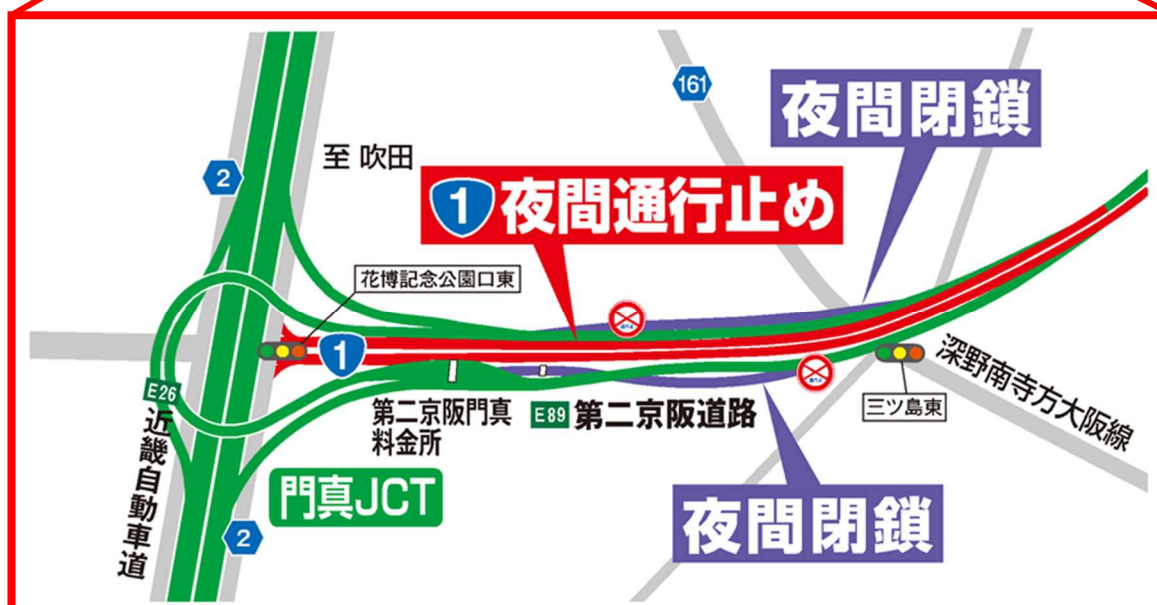 161
夜間閉鎖
至 吹田
2
1 夜間通行止め
花博記念公園口東
1
E26
近畿自動車道
第二京阪門真
料金所
E89 第二京阪道路
三ツ島東
深野南寺方大阪線
門真JCT
2
夜間閉鎖